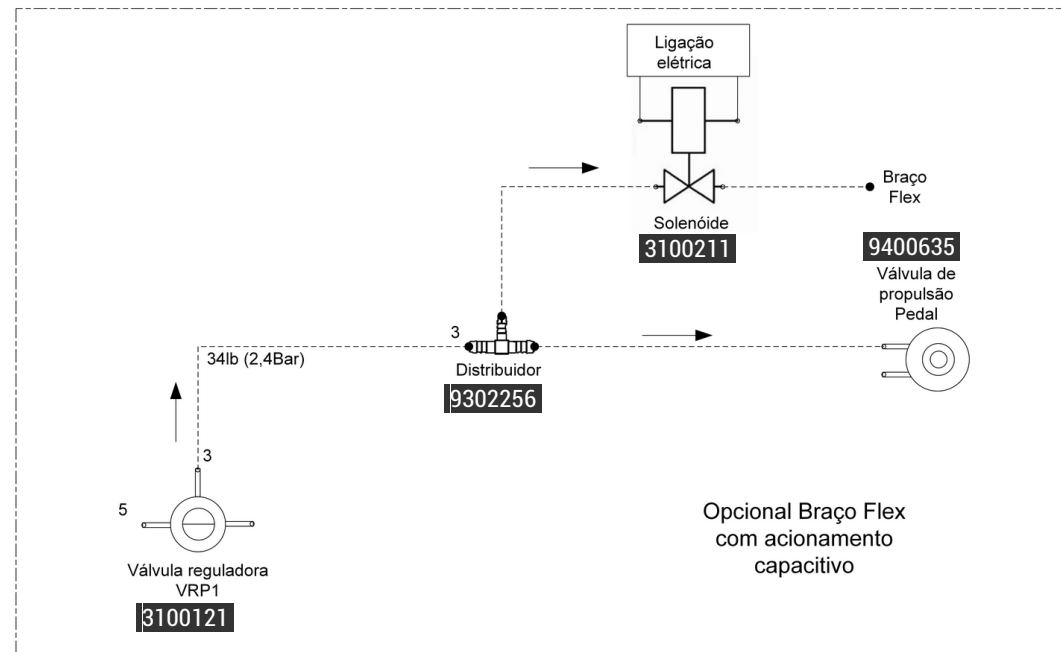 Ligação
elétrica
Braço
Flex
Solenóide
3100211
9400635
Válvula de
propulsão
Pedal
3
34lb (2,4Bar)
Distribuidor
9302256
3
5
Opcional Braço Flex
com acionamento
capacitivo
Válvula reguladora
VRP1
3100121